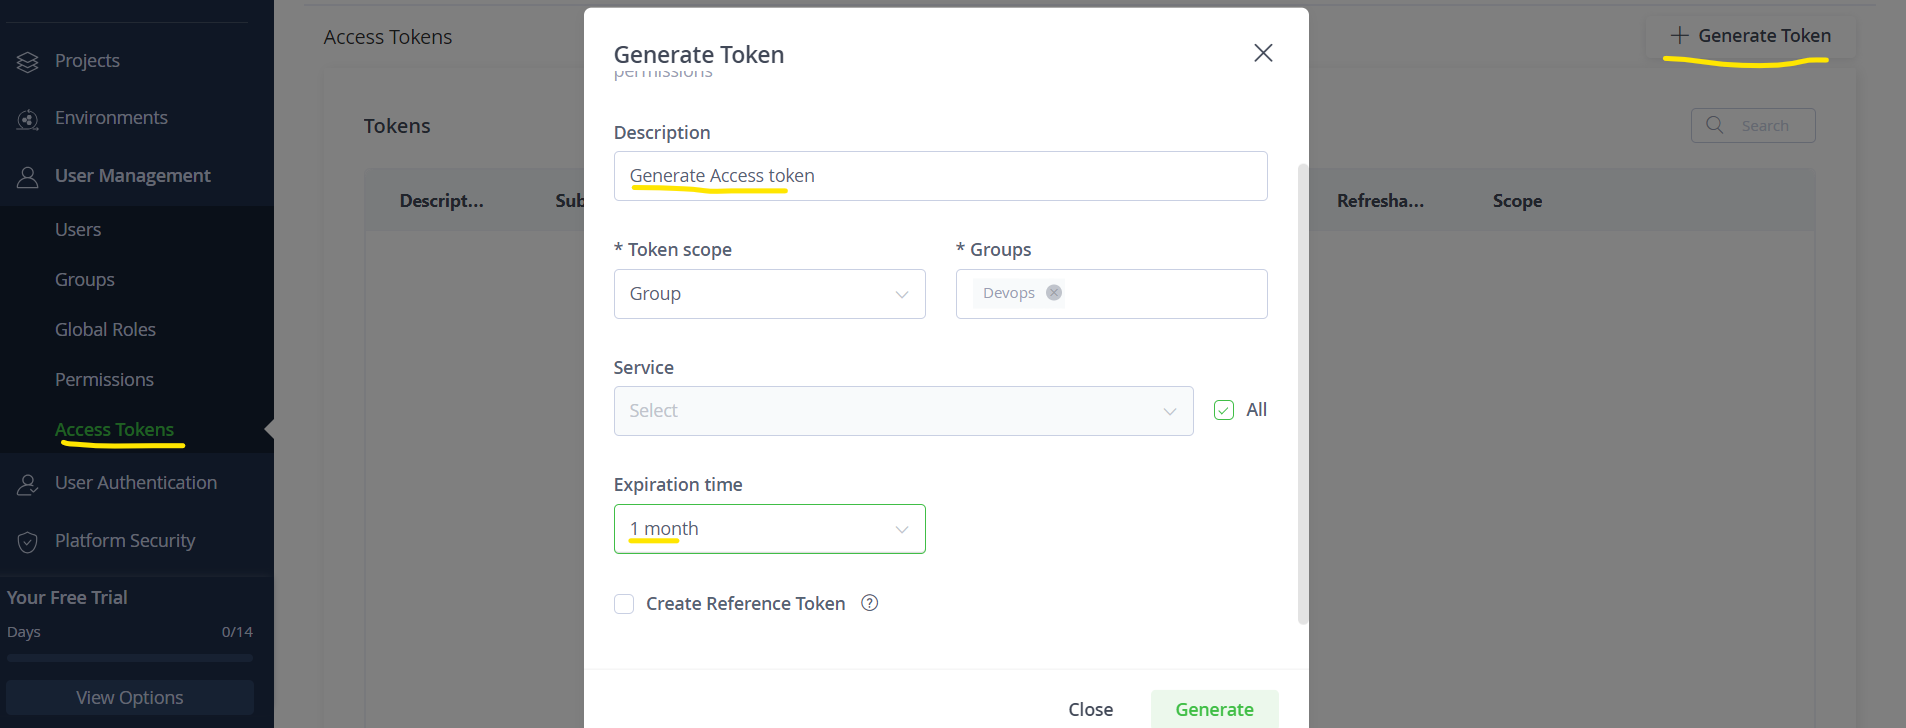 Projects
Environments
User Management
Users
Groups
Global Roles
Permissions
Access Tokens
User Authentication
Platform Security
Your Free Trial
Days 0/14
View Options
Access Tokens
+ Generate Token
Tokens
Search
Descript... Sub Refresha... Scope
Generate Token
permissions
Description
Generate Access token
* Token scope * Groups
Group Devops
Service
Select All
Expiration time
1 month
Create Reference Token ?
Close Generate